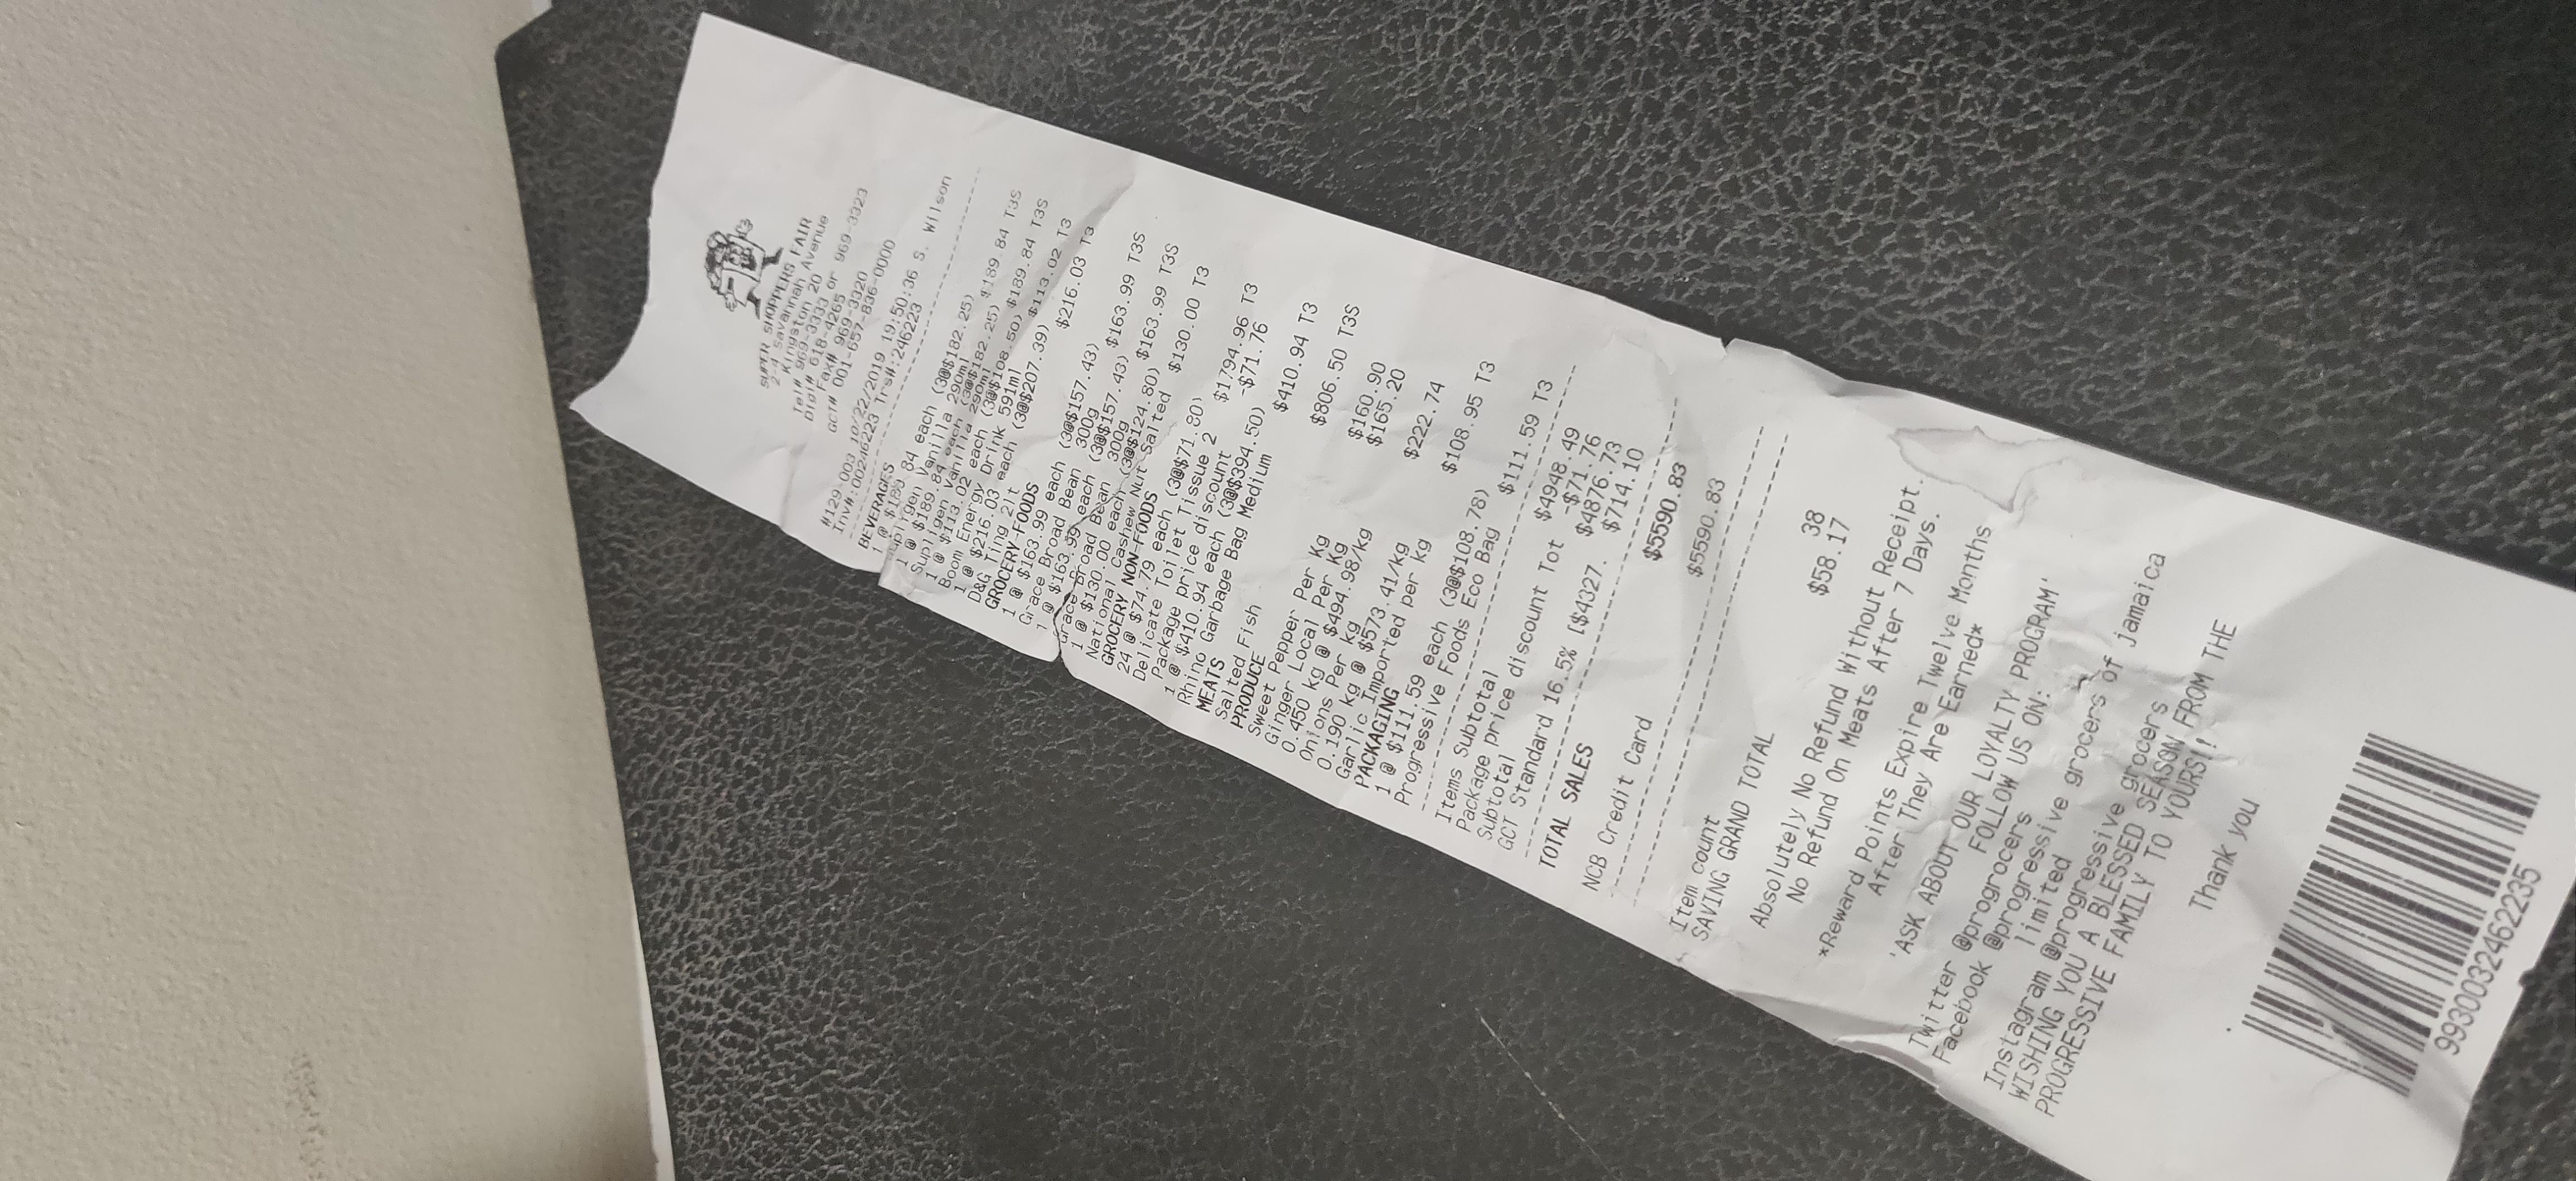 SUPER SHOPPERS FAIR
2-4 Savannah Avenue
Kingston 20
Tel# 969-3333 or 969-3323
Digi# 618-4265
Fax# 969-3320
GCT# 001-657-836-0000
#129-003 10/22/2019 19:50:36 S. Wilson
Inv#:00246223 Trs#:246223
BEVERAGES
1 @ $189.84 each (3@$182.25) $189.84 T3S
Supligen Vanilla 290ml
1 @ $189.84 each (3@$182.25) $189.84 T3S
Supligen Vanilla 290ml
1 @ $113.02 each (3@$108.50) $113.02 T3
Boom Energy Drink 591ml
1 @ $216.03 each (3@$207.39) $216.03 T3
D&G Ting 2lt
GROCERY-FOODS
1 @ $163.99 each (3@$157.43) $163.99 T3S
Grace Broad Bean 300g
1 @ $163.99 each (3@$157.43) $163.99 T3S
Grace Broad Bean 300g
1 @ $130.00 each (3@$124.80) $130.00 T3
National Cashew Nut Salted
GROCERY NON-FOODS
24 @ $74.79 each (3@$71.80) $1794.96 T3
Delicate Toilet Tissue 2
Package price discount -$71.76
1 @ $410.94 each (3@$394.50) $410.94 T3
Rhino Garbage Bag Medium
MEATS
Salted Fish $806.50 T3S
PRODUCE
Sweet Pepper Per Kg $160.90
Ginger Local Per Kg $165.20
0.450 kg @ $494.98/kg $222.74
Onions Per Kg
0.190 kg @ $573.41/kg $108.95 T3
Garlic Imported per kg
PACKAGING
1 @ $111.59 each (3@$108.78) $111.59 T3
Progressive Foods Eco Bag
Items Subtotal $4948.49
Package price discount Tot -$71.76
Subtotal $4876.73
GCT Standard 16.5% [$4327. $714.10
TOTAL SALES $5590.83
NCB Credit Card $5590.83
Item count 38
SAVING GRAND TOTAL $58.17
Absolutely No Refund Without Receipt.
No Refund On Meats After 7 Days.
*Reward Points Expire Twelve Months
After They Are Earned*
'ASK ABOUT OUR LOYALTY PROGRAM'
FOLLOW US ON:
Twitter @progrocers
Facebook @progressive grocers of jamaica
limited
Instagram @progressive grocers
WISHING YOU A BLESSED SEASON FROM THE
PROGRESSIVE FAMILY TO YOURS!!
Thank you
9930032462235